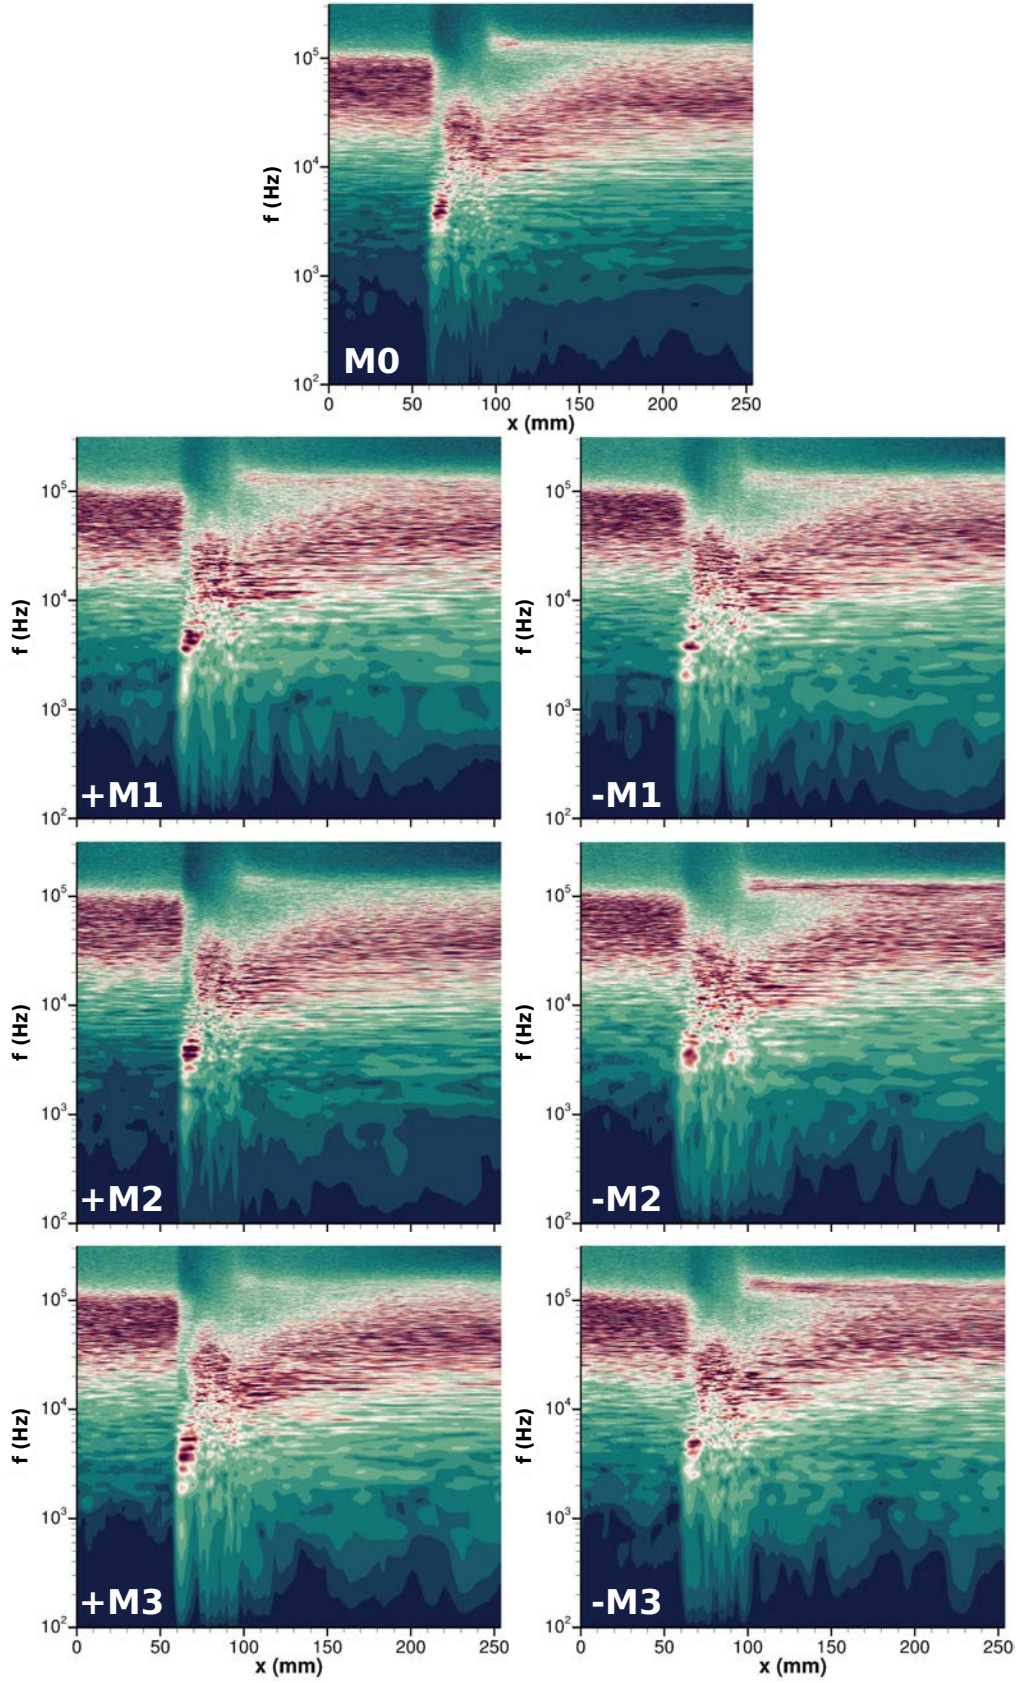 10⁵
10⁴
f (Hz)
10³
M0
10²
0 50 100 150 200 250
x (mm)
10⁵ 10⁵
10⁴ 10⁴
f (Hz) f (Hz)
10³ 10³
+M1 -M1
10² 10²
10⁵ 10⁵
10⁴ 10⁴
f (Hz) f (Hz)
10³ 10³
+M2 -M2
10² 10²
10⁵ 10⁵
10⁴ 10⁴
f (Hz) f (Hz)
10³ 10³
+M3 -M3
10² 10²
0 50 100 150 200 250 0 50 100 150 200 250
x (mm) x (mm)